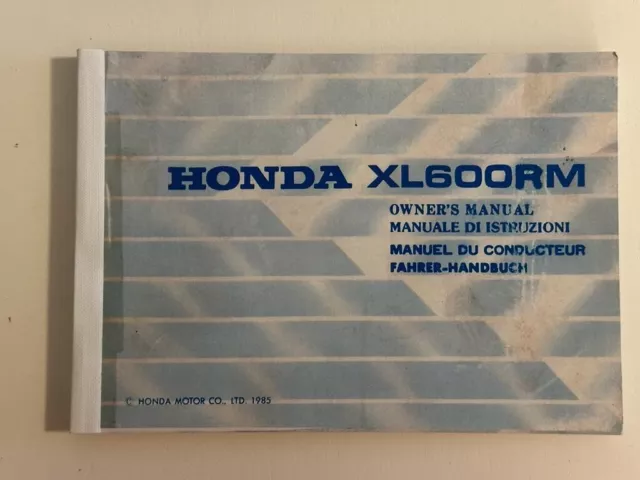 HONDA XL600RM
OWNER'S MANUAL
MANUALE DI ISTRUZIONI
MANUEL DU CONDUCTEUR
FAHRER-HANDBUCH
© HONDA MOTOR CO., LTD. 1985